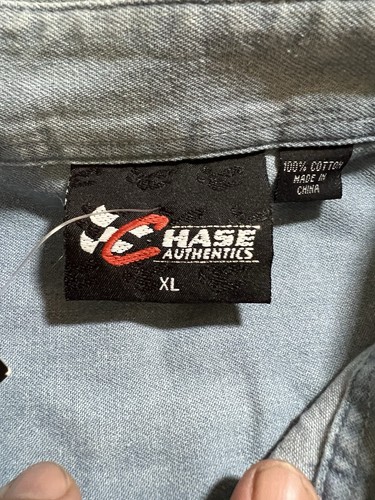 CHASE
AUTHENTICS
XL
100% COTTON
MADE IN
CHINA